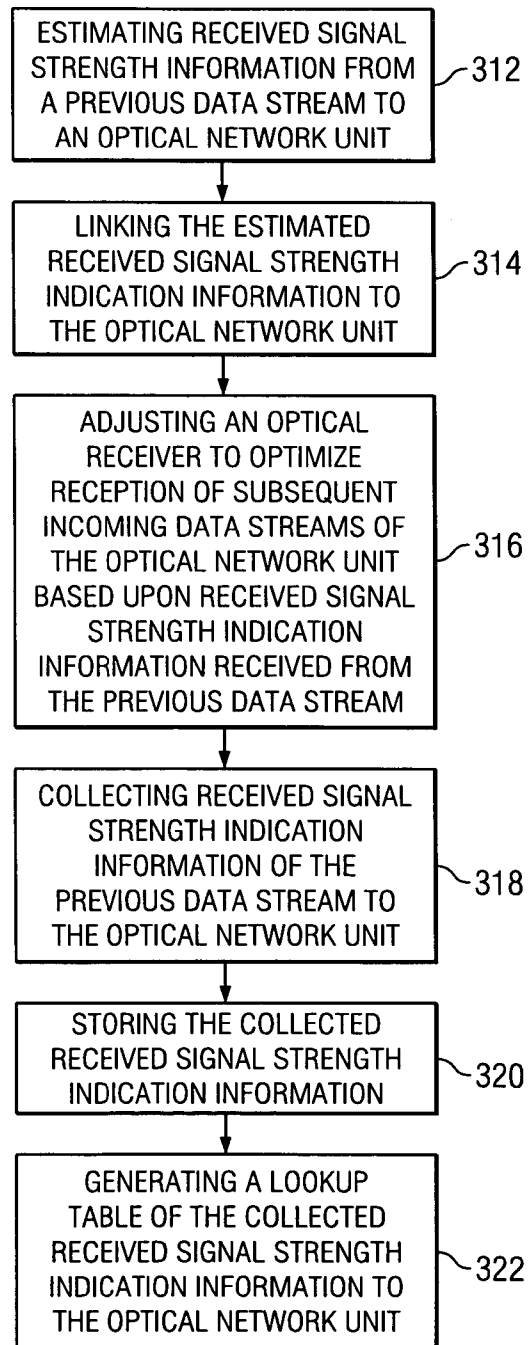 ESTIMATING RECEIVED SIGNAL
STRENGTH INFORMATION FROM
A PREVIOUS DATA STREAM TO
AN OPTICAL NETWORK UNIT
312
LINKING THE ESTIMATED
RECEIVED SIGNAL STRENGTH
INDICATION INFORMATION TO
THE OPTICAL NETWORK UNIT
314
ADJUSTING AN OPTICAL
RECEIVER TO OPTIMIZE
RECEPTION OF SUBSEQUENT
INCOMING DATA STREAMS OF
THE OPTICAL NETWORK UNIT
BASED UPON RECEIVED SIGNAL
STRENGTH INDICATION
INFORMATION RECEIVED FROM
THE PREVIOUS DATA STREAM
316
COLLECTING RECEIVED SIGNAL
STRENGTH INDICATION
INFORMATION OF THE
PREVIOUS DATA STREAM TO
THE OPTICAL NETWORK UNIT
318
STORING THE COLLECTED
RECEIVED SIGNAL STRENGTH
INDICATION INFORMATION
320
GENERATING A LOOKUP
TABLE OF THE COLLECTED
RECEIVED SIGNAL STRENGTH
INDICATION INFORMATION TO
THE OPTICAL NETWORK UNIT
322